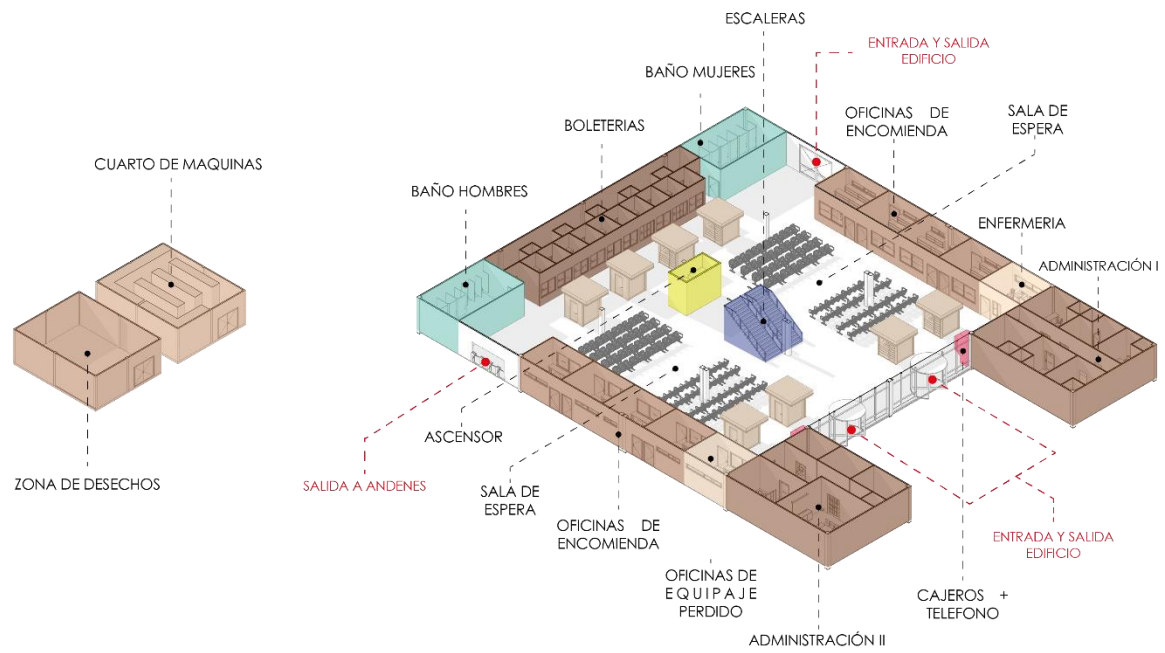 ESCALERAS
ENTRADA Y SALIDA
EDIFICIO
BAÑO MUJERES
OFICINAS DE
ENCOMIENDA
SALA DE
ESPERA
BOLETERIAS
CUARTO DE MAQUINAS
BAÑO HOMBRES
ENFERMERIA
ADMINISTRACIÓN I
ASCENSOR
ZONA DE DESECHOS
SALIDA A ANDENES
SALA DE
ESPERA
OFICINAS DE
ENCOMIENDA
ENTRADA Y SALIDA
EDIFICIO
OFICINAS DE
EQUIPAJE
PERDIDO
CAJEROS +
TELEFONO
ADMINISTRACIÓN II